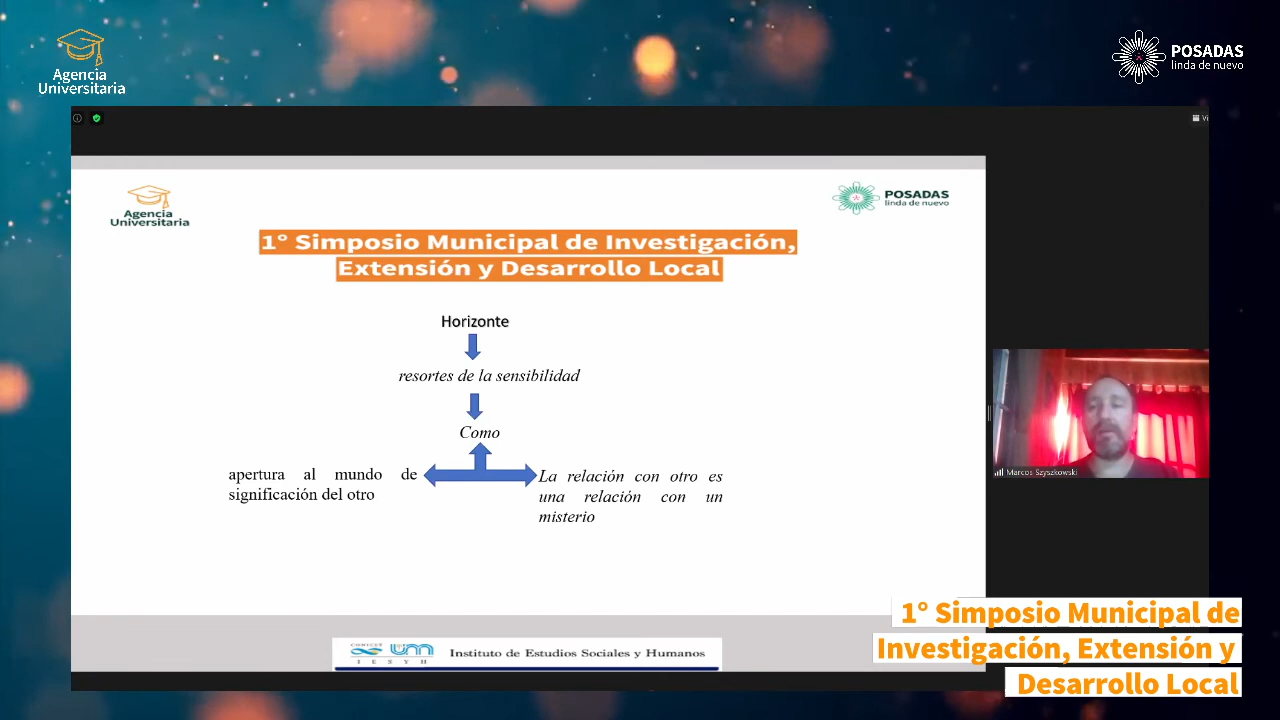 Agencia
Universitaria
POSADAS
linda de nuevo
Vi
Agencia
Universitaria
POSADAS
linda de nuevo
1° Simposio Municipal de Investigación,
Extensión y Desarrollo Local
Horizonte
resortes de la sensibilidad
Como
apertura al mundo de
significación del otro
La relación con otro es
una relación con un
misterio
Marcos Szyszkowski
CONICET
IESYH
Instituto de Estudios Sociales y Humanos
1° Simposio Municipal de
Investigación, Extensión y
Desarrollo Local